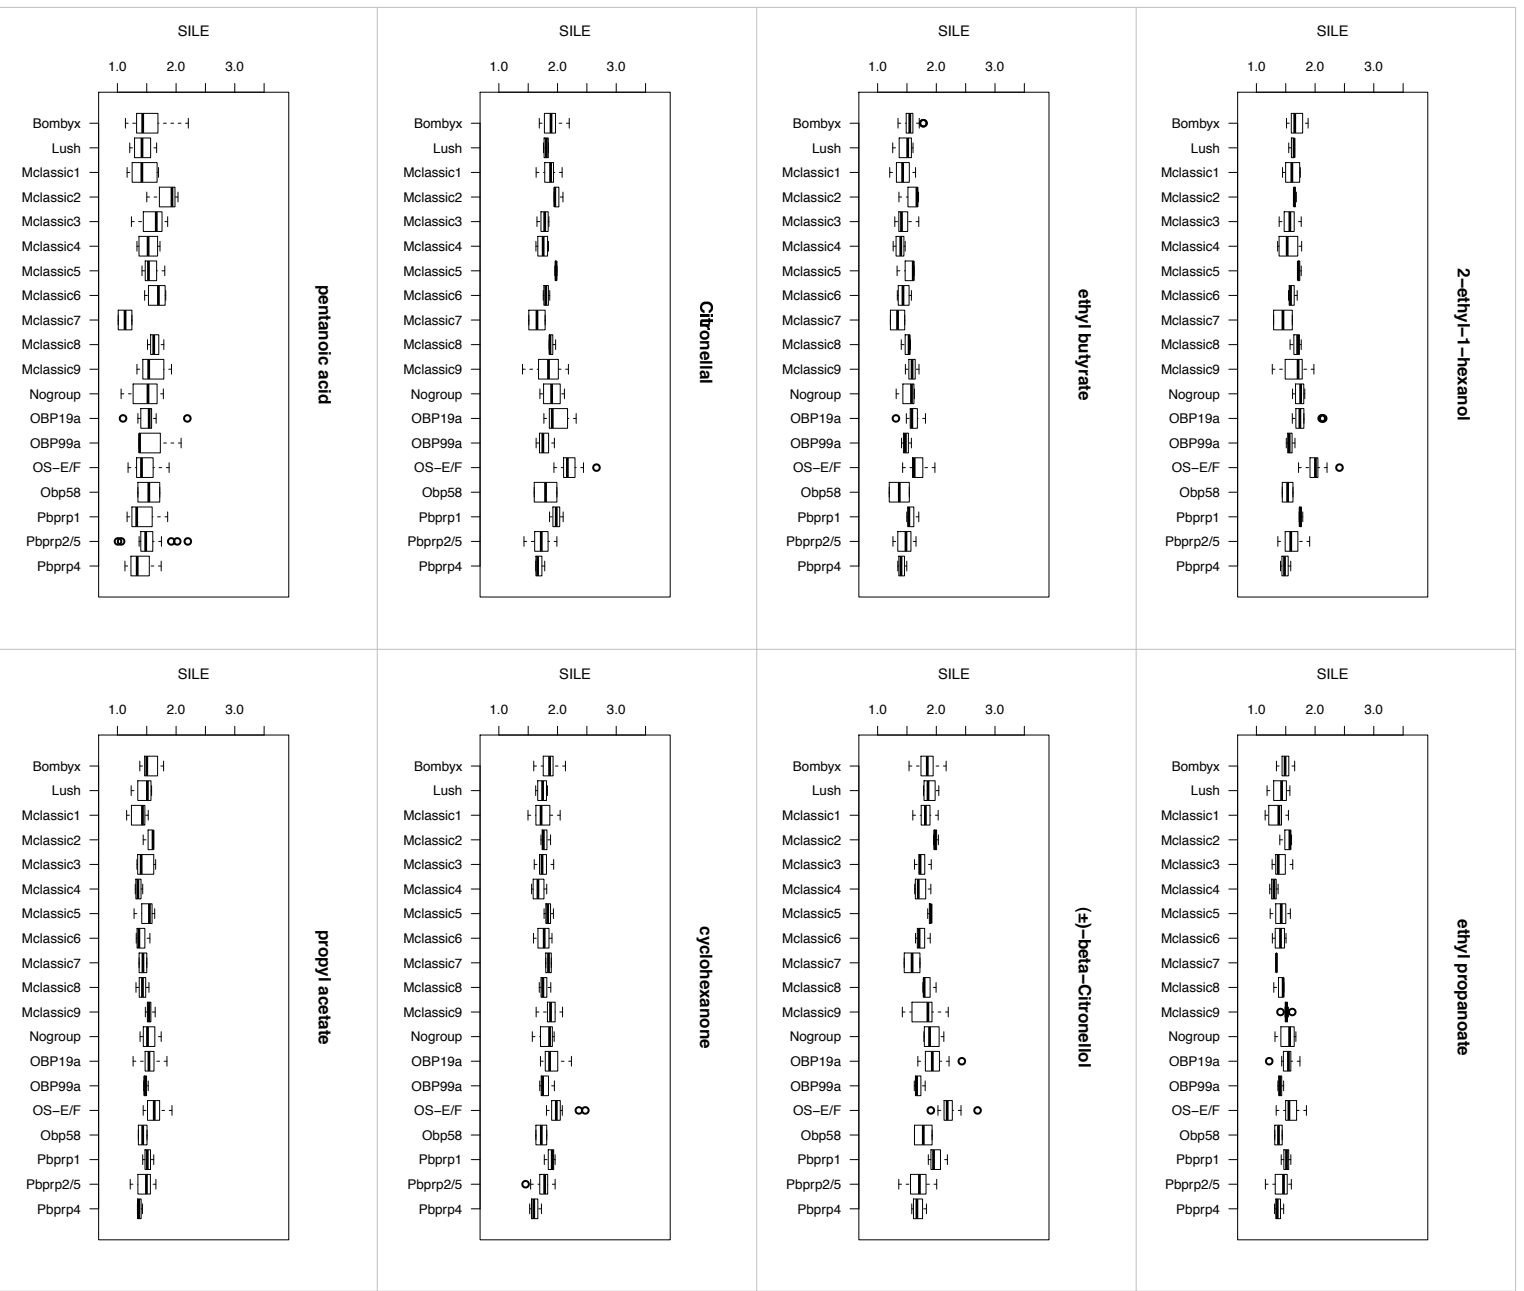 SILE
1.0 2.0 3.0
Bombyx
Lush
Mclassic1
Mclassic2
Mclassic3
Mclassic4
Mclassic5
Mclassic6
Mclassic7
Mclassic8
Mclassic9
Nogroup
OBP19a
OBP99a
OS−E/F
Obp58
Pbprp1
Pbprp2/5
Pbprp4
pentanoic acid
SILE
1.0 2.0 3.0
Bombyx
Lush
Mclassic1
Mclassic2
Mclassic3
Mclassic4
Mclassic5
Mclassic6
Mclassic7
Mclassic8
Mclassic9
Nogroup
OBP19a
OBP99a
OS−E/F
Obp58
Pbprp1
Pbprp2/5
Pbprp4
Citronellal
SILE
1.0 2.0 3.0
Bombyx
Lush
Mclassic1
Mclassic2
Mclassic3
Mclassic4
Mclassic5
Mclassic6
Mclassic7
Mclassic8
Mclassic9
Nogroup
OBP19a
OBP99a
OS−E/F
Obp58
Pbprp1
Pbprp2/5
Pbprp4
ethyl butyrate
SILE
1.0 2.0 3.0
Bombyx
Lush
Mclassic1
Mclassic2
Mclassic3
Mclassic4
Mclassic5
Mclassic6
Mclassic7
Mclassic8
Mclassic9
Nogroup
OBP19a
OBP99a
OS−E/F
Obp58
Pbprp1
Pbprp2/5
Pbprp4
2−ethyl−1−hexanol
SILE
1.0 2.0 3.0
Bombyx
Lush
Mclassic1
Mclassic2
Mclassic3
Mclassic4
Mclassic5
Mclassic6
Mclassic7
Mclassic8
Mclassic9
Nogroup
OBP19a
OBP99a
OS−E/F
Obp58
Pbprp1
Pbprp2/5
Pbprp4
propyl acetate
SILE
1.0 2.0 3.0
Bombyx
Lush
Mclassic1
Mclassic2
Mclassic3
Mclassic4
Mclassic5
Mclassic6
Mclassic7
Mclassic8
Mclassic9
Nogroup
OBP19a
OBP99a
OS−E/F
Obp58
Pbprp1
Pbprp2/5
Pbprp4
cyclohexanone
SILE
1.0 2.0 3.0
Bombyx
Lush
Mclassic1
Mclassic2
Mclassic3
Mclassic4
Mclassic5
Mclassic6
Mclassic7
Mclassic8
Mclassic9
Nogroup
OBP19a
OBP99a
OS−E/F
Obp58
Pbprp1
Pbprp2/5
Pbprp4
(±)−beta−Citronellol
SILE
1.0 2.0 3.0
Bombyx
Lush
Mclassic1
Mclassic2
Mclassic3
Mclassic4
Mclassic5
Mclassic6
Mclassic7
Mclassic8
Mclassic9
Nogroup
OBP19a
OBP99a
OS−E/F
Obp58
Pbprp1
Pbprp2/5
Pbprp4
ethyl propanoate